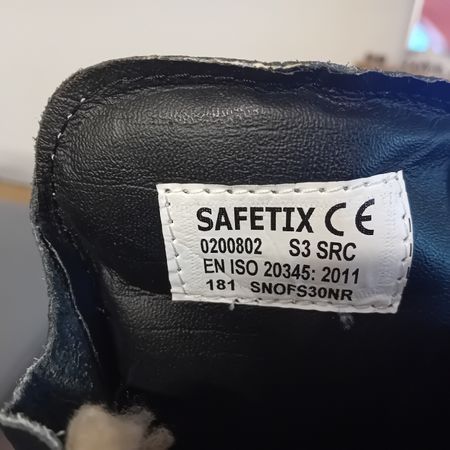 SAFETIX CE
0200802 S3 SRC
EN ISO 20345: 2011
181 SNOFS30NR